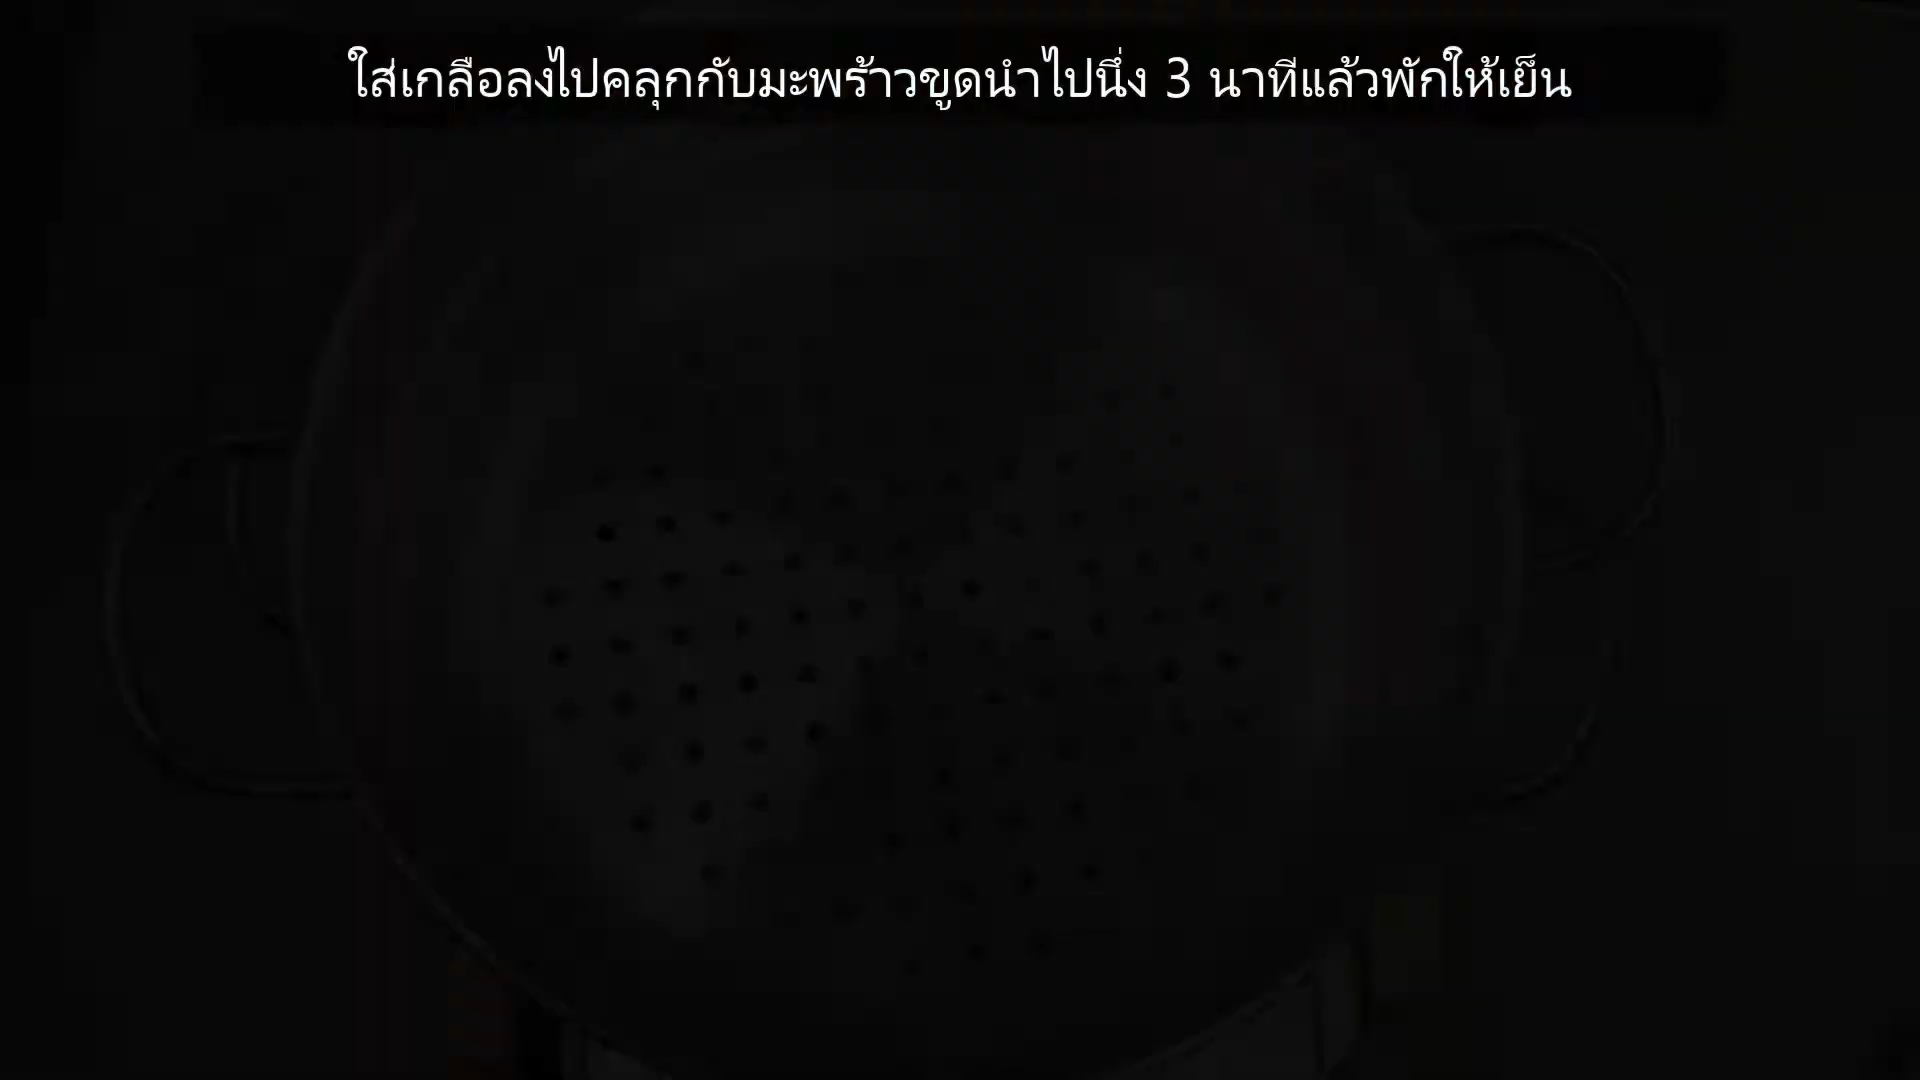 ใส่เกลือลงไปคลุกกับมะพร้าวขูดนำไปนึ่ง 3 นาทีแล้วพักให้เย็น